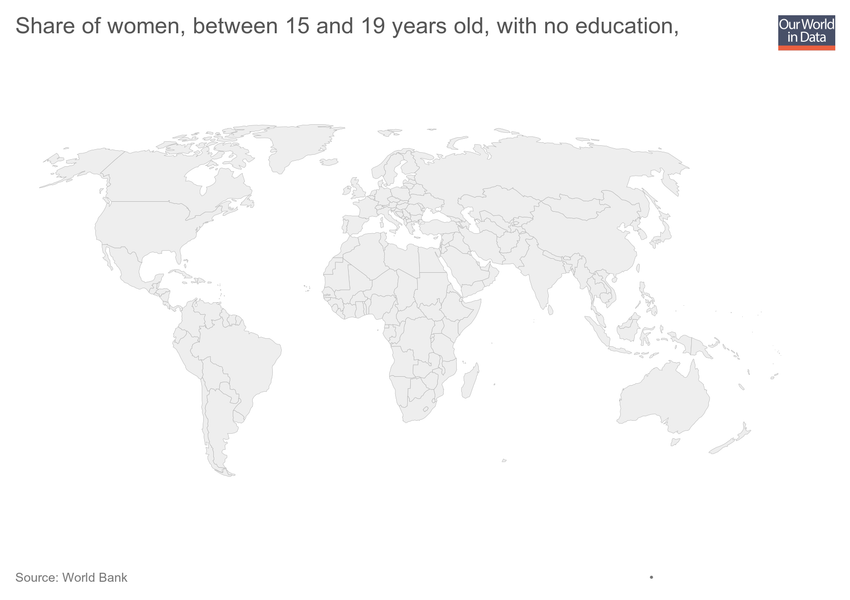 Share of women, between 15 and 19 years old, with no education,
Our World
in Data
Source: World Bank
•